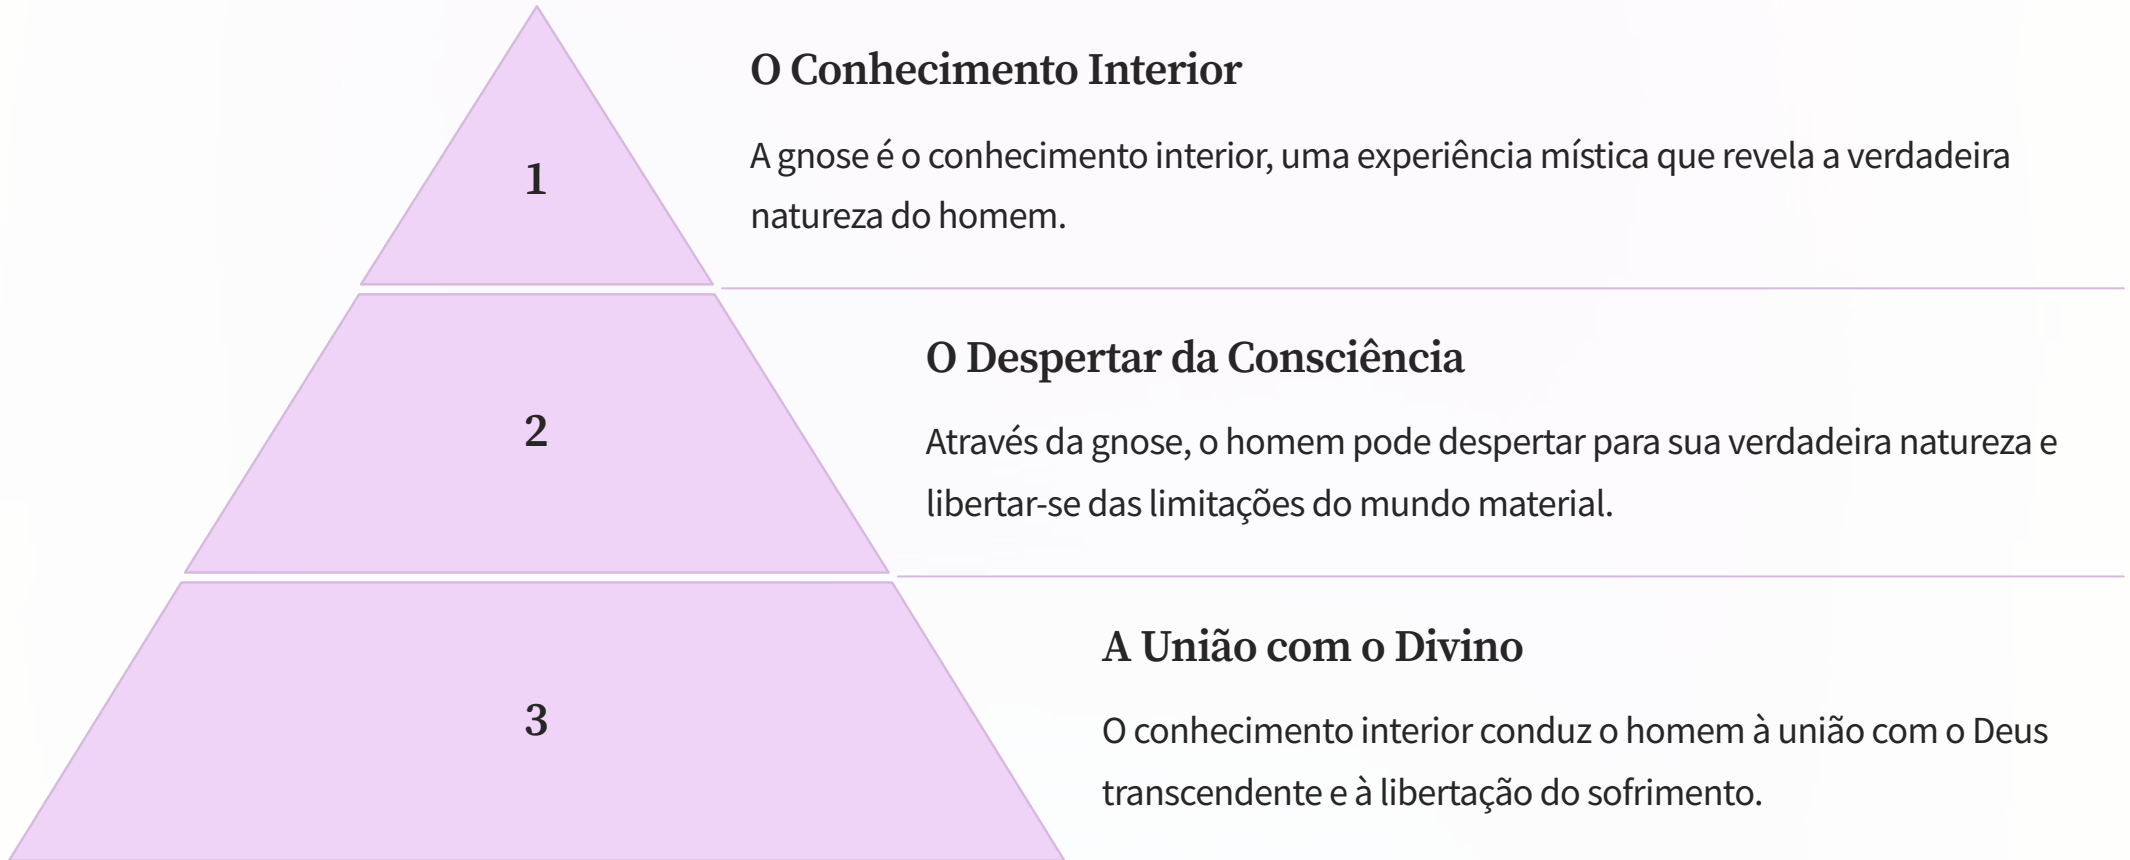 1
O Conhecimento Interior
A gnose é o conhecimento interior, uma experiência mística que revela a verdadeira
natureza do homem.
2
O Despertar da Consciência
Através da gnose, o homem pode despertar para sua verdadeira natureza e
libertar-se das limitações do mundo material.
3
A União com o Divino
O conhecimento interior conduz o homem à união com o Deus
transcendente e à libertação do sofrimento.